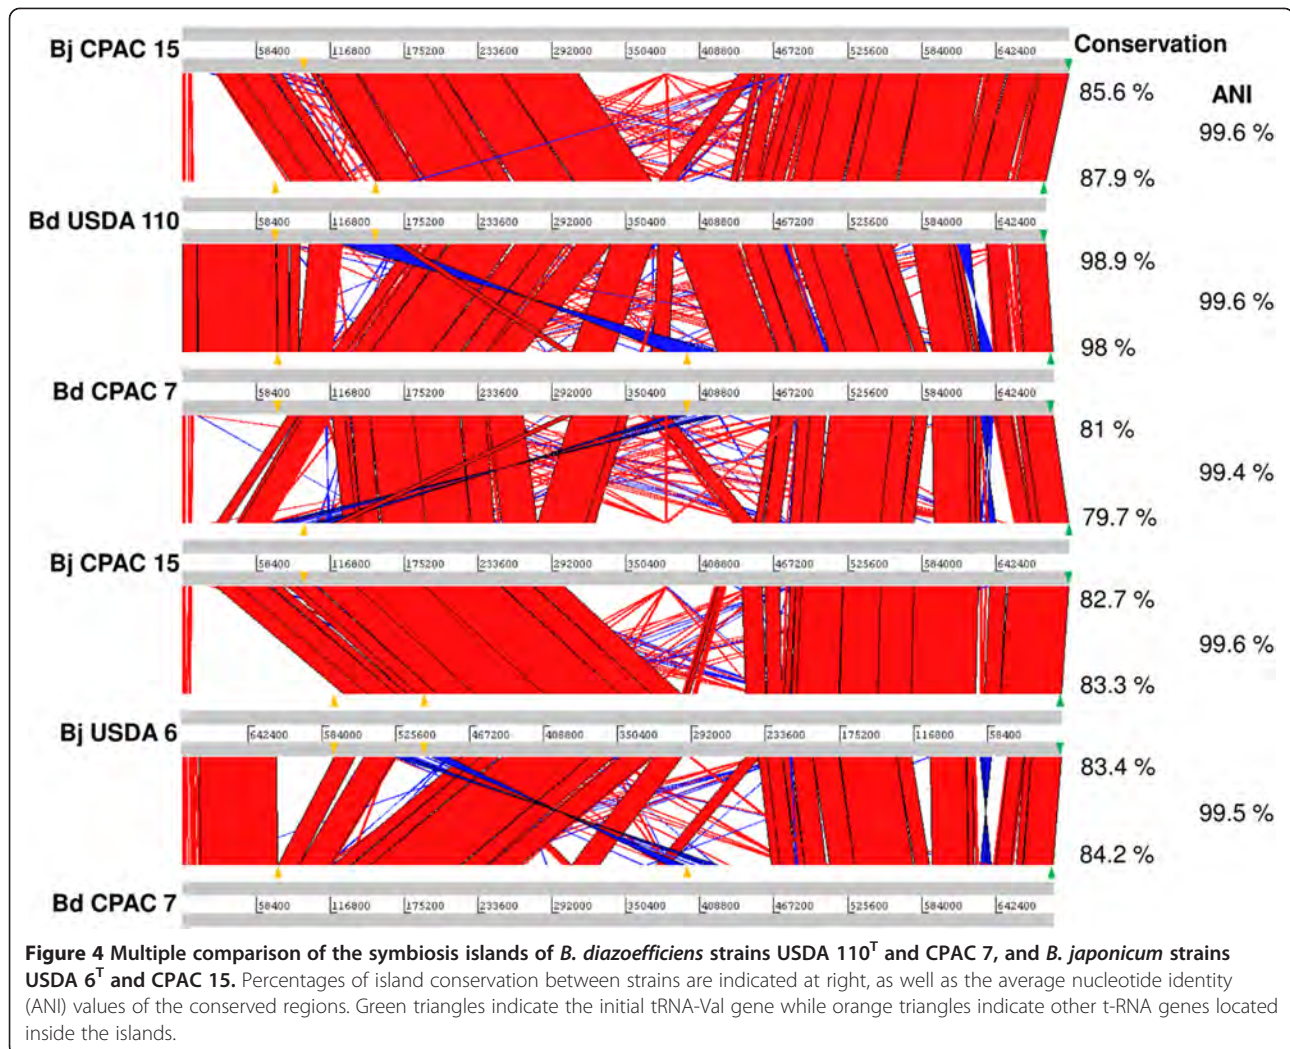 Bj CPAC 15
58400 116800 175200 233600 292000 350400 408800 467200 525600 584000 642400
Conservation
85.6 %
ANI
99.6 %
87.9 %
Bd USDA 110
58400 116800 175200 233600 292000 350400 408800 467200 525600 584000 642400
98.9 %
99.6 %
98 %
Bd CPAC 7
58400 116800 175200 233600 292000 350400 408800 467200 525600 584000 642400
81 %
99.4 %
79.7 %
Bj CPAC 15
58400 116800 175200 233600 292000 350400 408800 467200 525600 584000 642400
82.7 %
99.6 %
83.3 %
Bj USDA 6
642400 584000 525600 467200 408800 350400 292000 233600 175200 116800 58400
83.4 %
99.5 %
84.2 %
Bd CPAC 7
58400 116800 175200 233600 292000 350400 408800 467200 525600 584000 642400
Figure 4 Multiple comparison of the symbiosis islands of B. diazoefficiens strains USDA 110T and CPAC 7, and B. japonicum strains
USDA 6T and CPAC 15. Percentages of island conservation between strains are indicated at right, as well as the average nucleotide identity
(ANI) values of the conserved regions. Green triangles indicate the initial tRNA-Val gene while orange triangles indicate other t-RNA genes located
inside the islands.